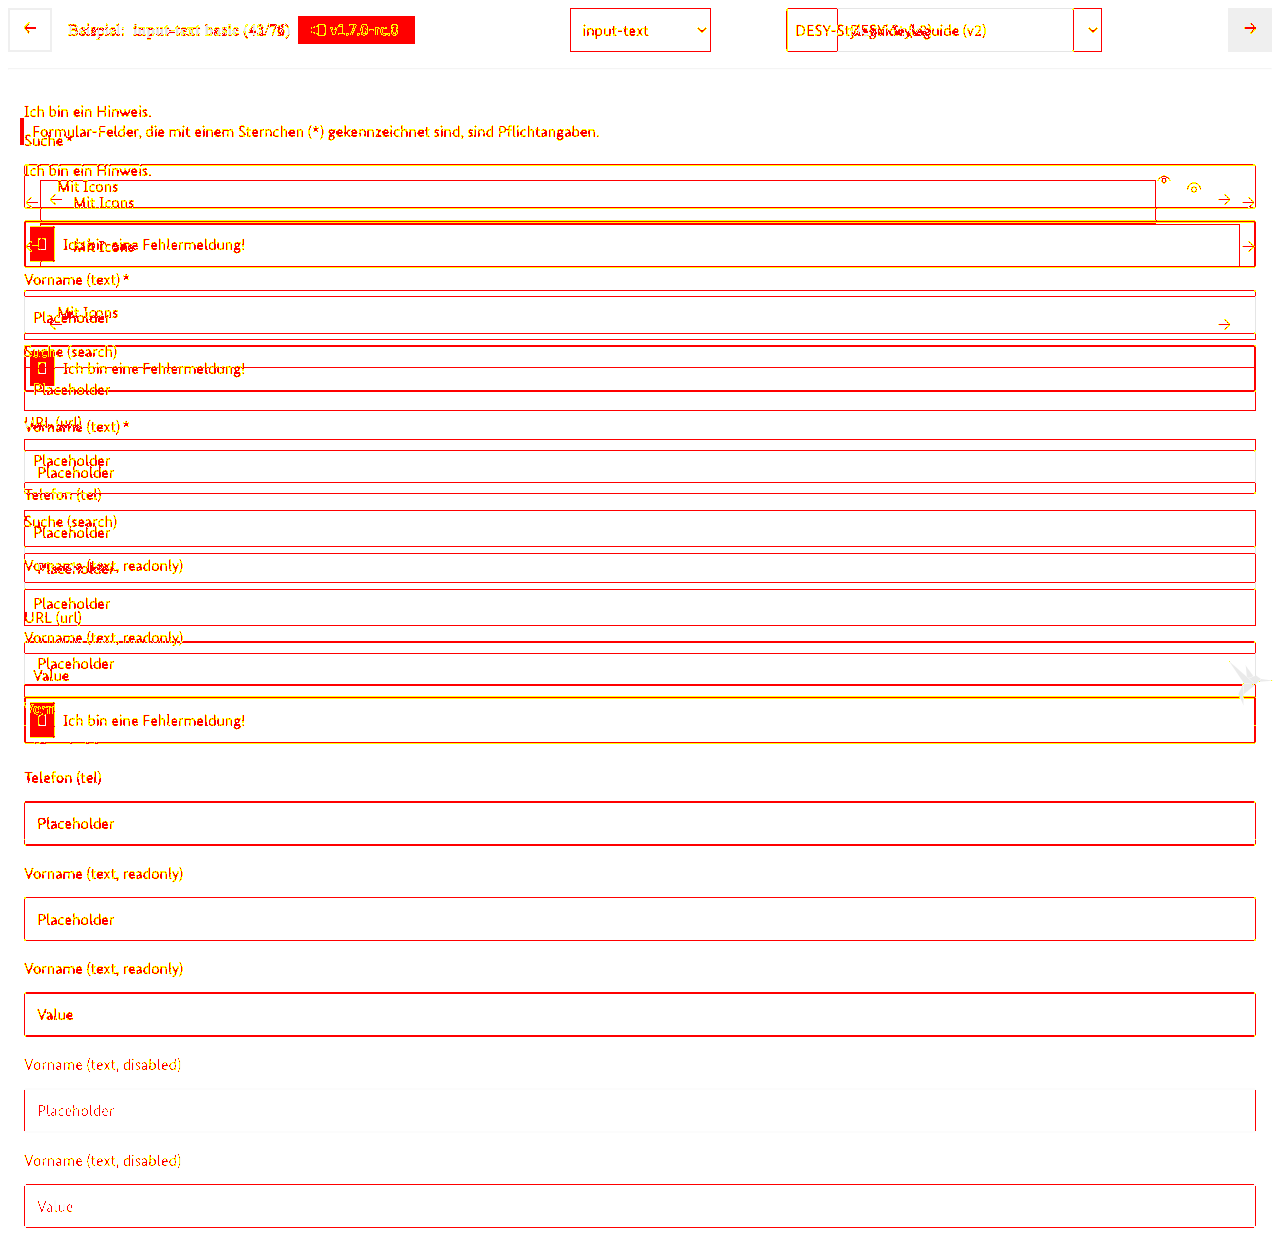 Beispiel: input-text basic (43/76) v1.7.0-rc.0 input-text DESY-Styleguide (v2)
Ich bin ein Hinweis.
Formular-Felder, die mit einem Sternchen (*) gekennzeichnet sind, sind Pflichtangaben.
Suche *
Ich bin ein Hinweis.
Mit Icons
Mit Icons
Ich bin eine Fehlermeldung!
Mit Icons
Vorname (text) *
Mit Icons
Placeholder
Suche (search)
Ich bin eine Fehlermeldung!
Placeholder
URL (url)
Vorname (text) *
Placeholder
Placeholder
Telefon (tel)
Suche (search)
Placeholder
Vorname (text, readonly)
Placeholder
Placeholder
URL (url)
Vorname (text, readonly)
Placeholder
Value
Ich bin eine Fehlermeldung!
Telefon (tel)
Placeholder
Vorname (text, readonly)
Placeholder
Vorname (text, readonly)
Value
Vorname (text, disabled)
Placeholder
Vorname (text, disabled)
Value